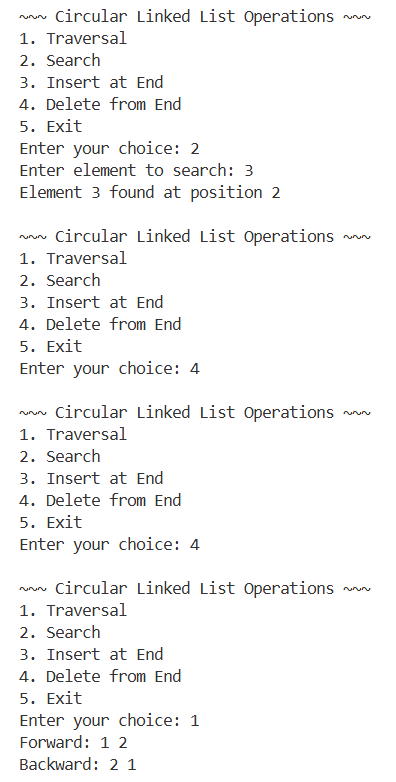 ~~~ Circular Linked List Operations ~~~
1. Traversal
2. Search
3. Insert at End
4. Delete from End
5. Exit
Enter your choice: 2
Enter element to search: 3
Element 3 found at position 2

~~~ Circular Linked List Operations ~~~
1. Traversal
2. Search
3. Insert at End
4. Delete from End
5. Exit
Enter your choice: 4

~~~ Circular Linked List Operations ~~~
1. Traversal
2. Search
3. Insert at End
4. Delete from End
5. Exit
Enter your choice: 4

~~~ Circular Linked List Operations ~~~
1. Traversal
2. Search
3. Insert at End
4. Delete from End
5. Exit
Enter your choice: 1
Forward: 1 2
Backward: 2 1